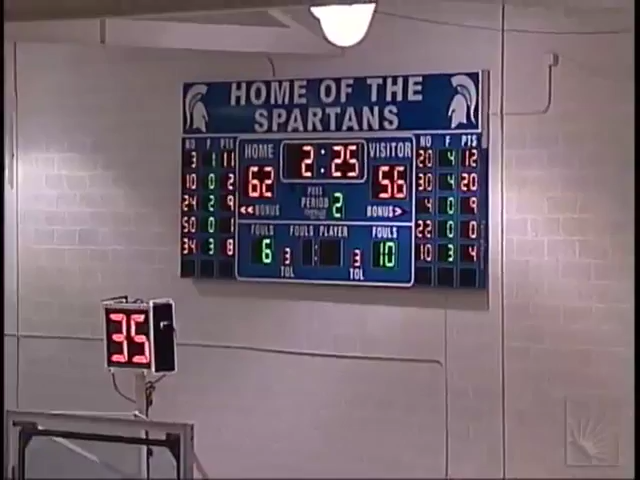 HOME OF THE
SPARTANS
NO F PTS HOME 2:25 VISITOR NO F PTS
3 1 11 62 56 20 4 12
10 0 2 30 4 20
24 2 9 <<BONUS PERIOD 2 BONUS> 4 0 9
50 0 1 FOULS FOULS PLAYER FOULS 22 0 0
34 3 8 6 3 : 3 10 10 3 4
TOL TOL
35